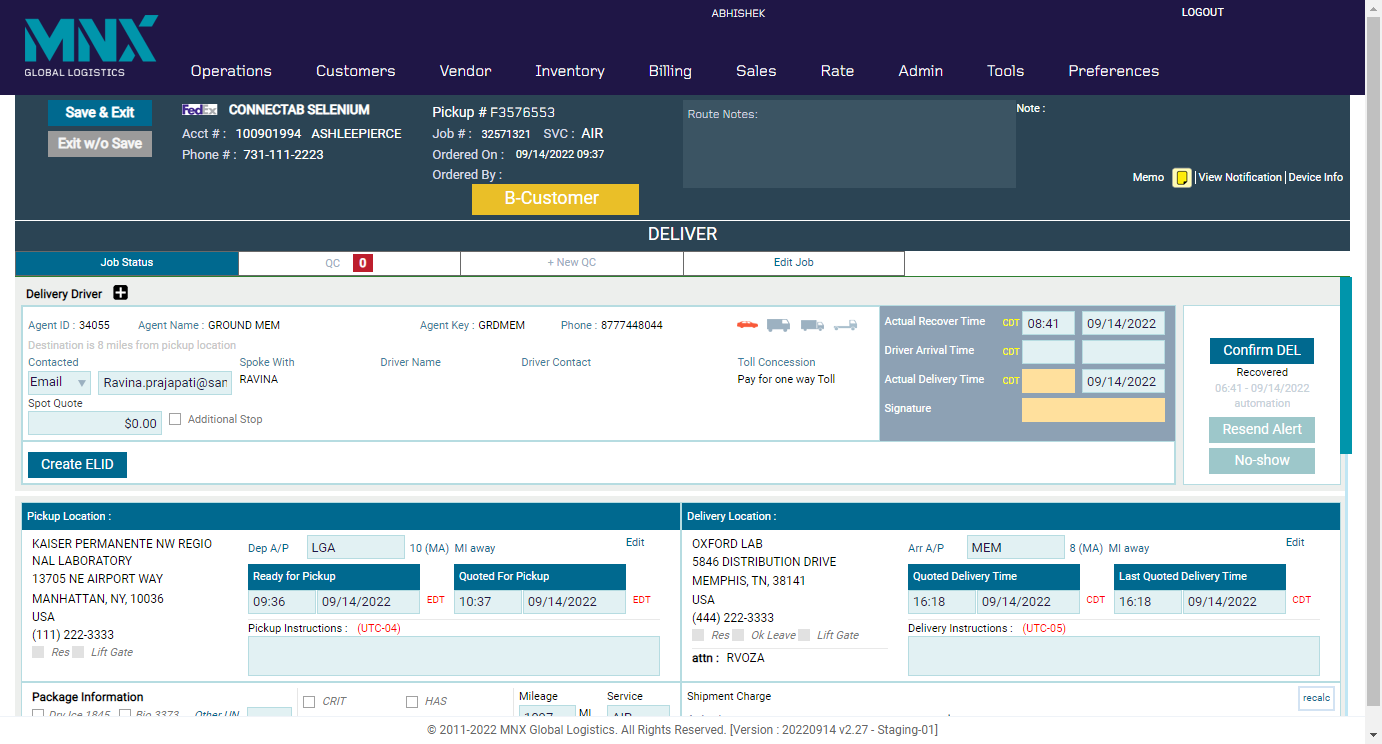 ABHISHEK
LOGOUT
MNX
GLOBAL LOGISTICS
Operations Customers Vendor Inventory Billing Sales Rate Admin Tools Preferences
Save & Exit
Exit w/o Save
FedEx CONNECTAB SELENIUM
Acct # : 100901994 ASHLEEPIERCE
Phone # : 731-111-2223
Pickup # F3576553
Job # : 32571321 SVC : AIR
Ordered On : 09/14/2022 09:37
Ordered By :
B-Customer
Route Notes:
Note :
Memo |View Notification|Device Info
DELIVER
Job Status QC 0 + New QC Edit Job
Delivery Driver
Agent ID : 34055 Agent Name : GROUND MEM Agent Key : GRDMEM Phone : 8777448044
Destination is 8 miles from pickup location
Contacted Spoke With Driver Name Driver Contact Toll Concession
Email Ravina.prajapati@san RAVINA Pay for one way Toll
Spot Quote
$0.00 Additional Stop
Actual Recover Time CDT 08:41 09/14/2022
Driver Arrival Time CDT
Actual Delivery Time CDT 09/14/2022
Signature
Confirm DEL
Recovered
06:41 - 09/14/2022
automation
Resend Alert
No-show
Create ELID
Pickup Location :
KAISER PERMANENTE NW REGIO
NAL LABORATORY
13705 NE AIRPORT WAY
MANHATTAN, NY, 10036
USA
(111) 222-3333
Res Lift Gate
Dep A/P LGA 10 (MA) MI away Edit
Ready for Pickup Quoted For Pickup
09:36 09/14/2022 EDT 10:37 09/14/2022 EDT
Pickup Instructions : (UTC-04)
Delivery Location :
OXFORD LAB
5846 DISTRIBUTION DRIVE
MEMPHIS, TN, 38141
USA
(444) 222-3333
Res Ok Leave Lift Gate
attn : RVOZA
Arr A/P MEM 8 (MA) MI away Edit
Quoted Delivery Time Last Quoted Delivery Time
16:18 09/14/2022 CDT 16:18 09/14/2022 CDT
Delivery Instructions : (UTC-05)
Package Information
Dry Ice 1845 Bio 3373 Other UN
CRIT HAS
Mileage Service
MI AIR
Shipment Charge
recalc
© 2011-2022 MNX Global Logistics. All Rights Reserved. [Version : 20220914 v2.27 - Staging-01]